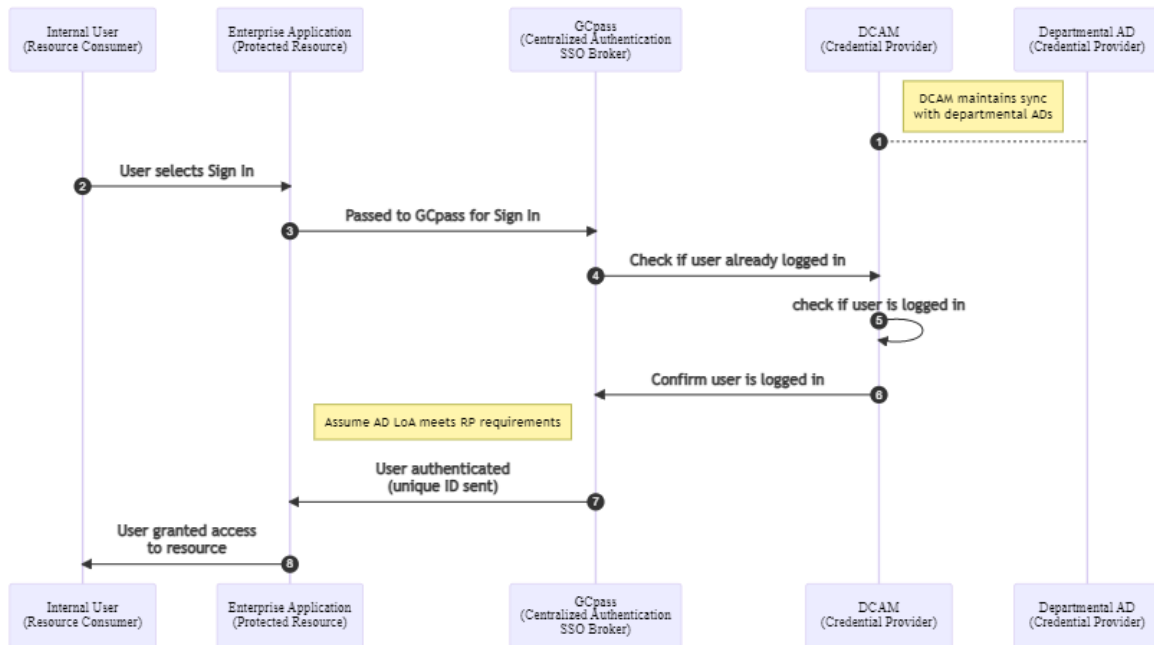 Internal User
(Resource Consumer)
Enterprise Application
(Protected Resource)
GCpass
(Centralized Authentication
SSO Broker)
DCAM
(Credential Provider)
Departmental AD
(Credential Provider)
DCAM maintains sync
with departmental ADs
1
User selects Sign In
2
Passed to GCpass for Sign In
3
Check if user already logged in
4
check if user is logged in
5
Confirm user is logged in
6
Assume AD LoA meets RP requirements
User authenticated
(unique ID sent)
7
User granted access
to resource
8
Internal User
(Resource Consumer)
Enterprise Application
(Protected Resource)
GCpass
(Centralized Authentication
SSO Broker)
DCAM
(Credential Provider)
Departmental AD
(Credential Provider)